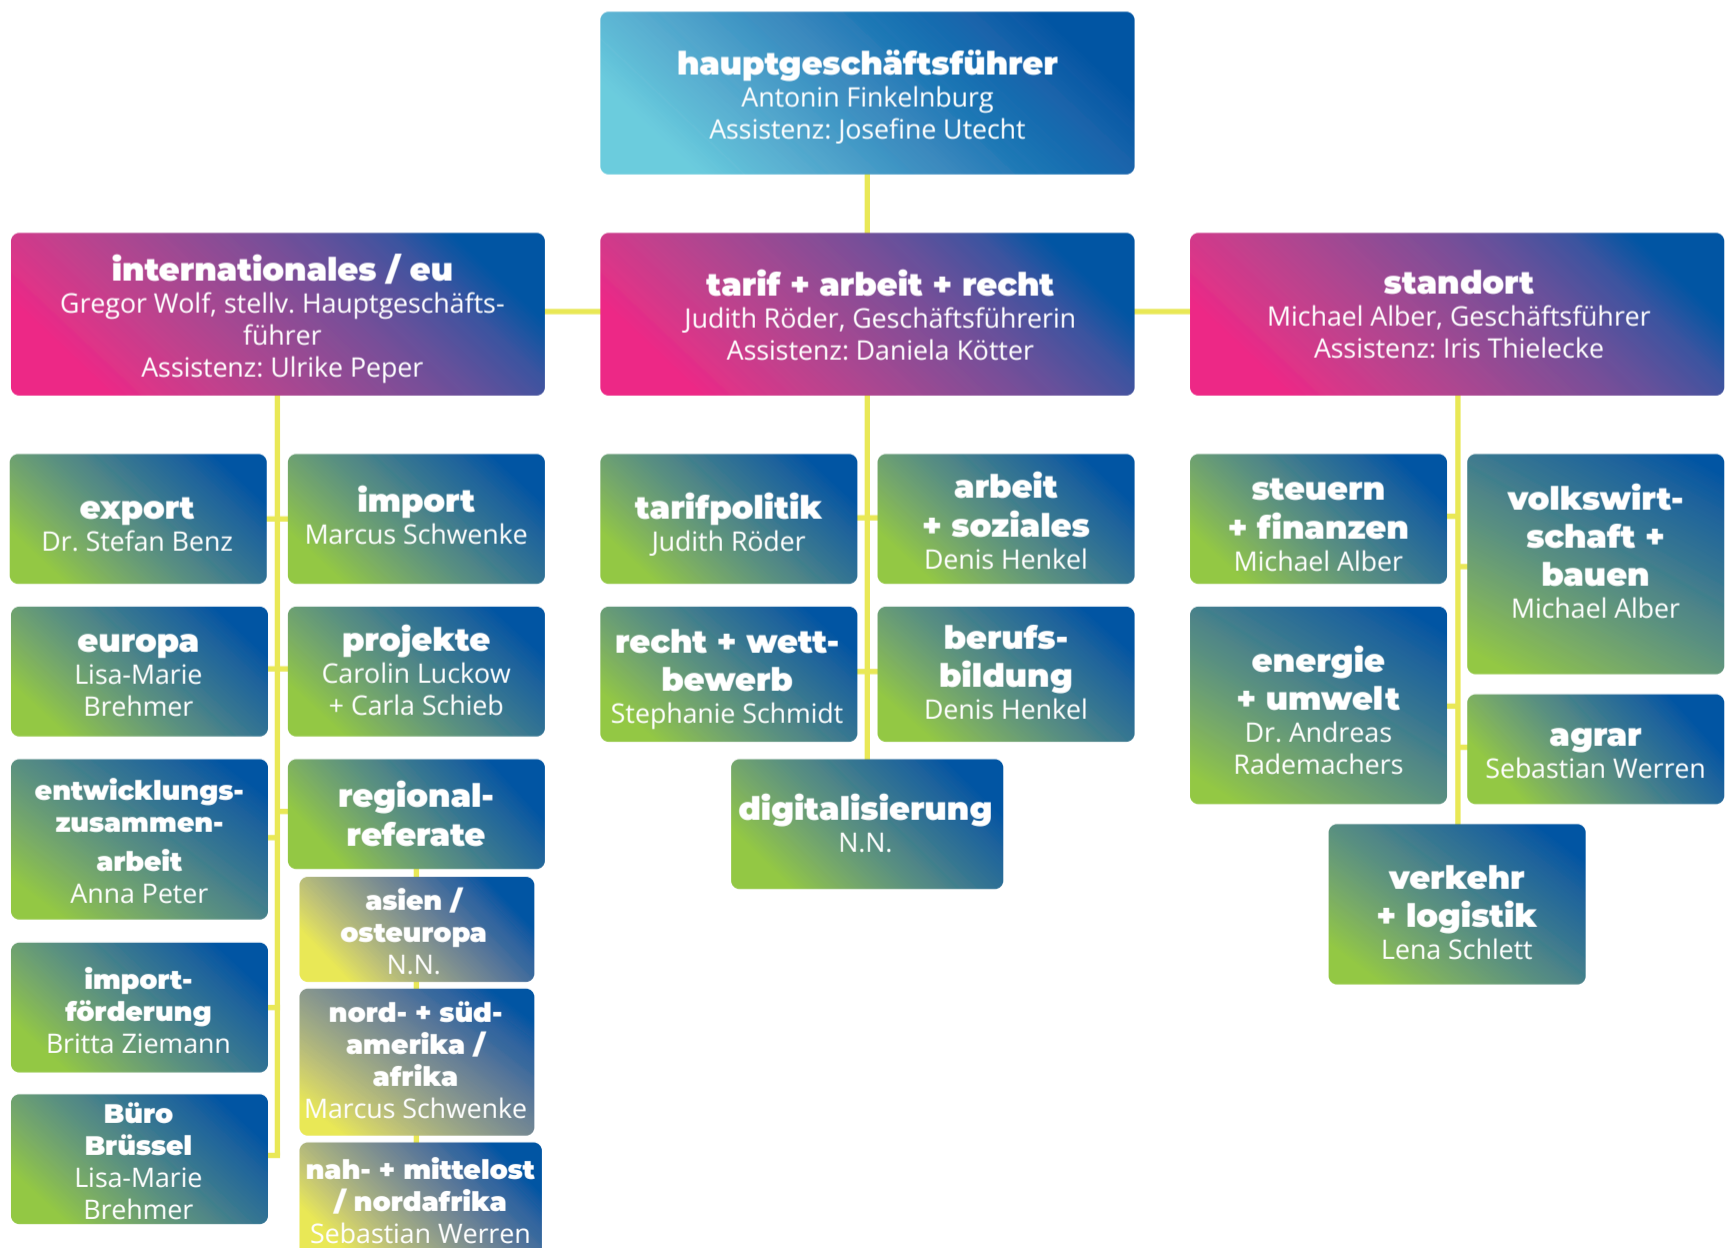 hauptgeschäftsführer
Antonin Finkelnburg
Assistenz: Josefine Utecht
internationales / eu
Gregor Wolf, stellv. Hauptgeschäfts-
führer
Assistenz: Ulrike Peper
tarif + arbeit + recht
Judith Röder, Geschäftsführerin
Assistenz: Daniela Kötter
standort
Michael Alber, Geschäftsführer
Assistenz: Iris Thielecke
export
Dr. Stefan Benz
import
Marcus Schwenke
europa
Lisa-Marie
Brehmer
projekte
Carolin Luckow
+ Carla Schieb
entwicklungs-
zusammen-
arbeit
Anna Peter
regional-
referate
asien /
osteuropa
N.N.
nord- + süd-
amerika /
afrika
Marcus Schwenke
nah- + mittelost
/ nordafrika
Sebastian Werren
import-
förderung
Britta Ziemann
Büro
Brüssel
Lisa-Marie
Brehmer
tarifpolitik
Judith Röder
arbeit
+ soziales
Denis Henkel
recht + wett-
bewerb
Stephanie Schmidt
berufs-
bildung
Denis Henkel
digitalisierung
N.N.
steuern
+ finanzen
Michael Alber
volkswirt-
schaft +
bauen
Michael Alber
energie
+ umwelt
Dr. Andreas
Rademachers
agrar
Sebastian Werren
verkehr
+ logistik
Lena Schlett